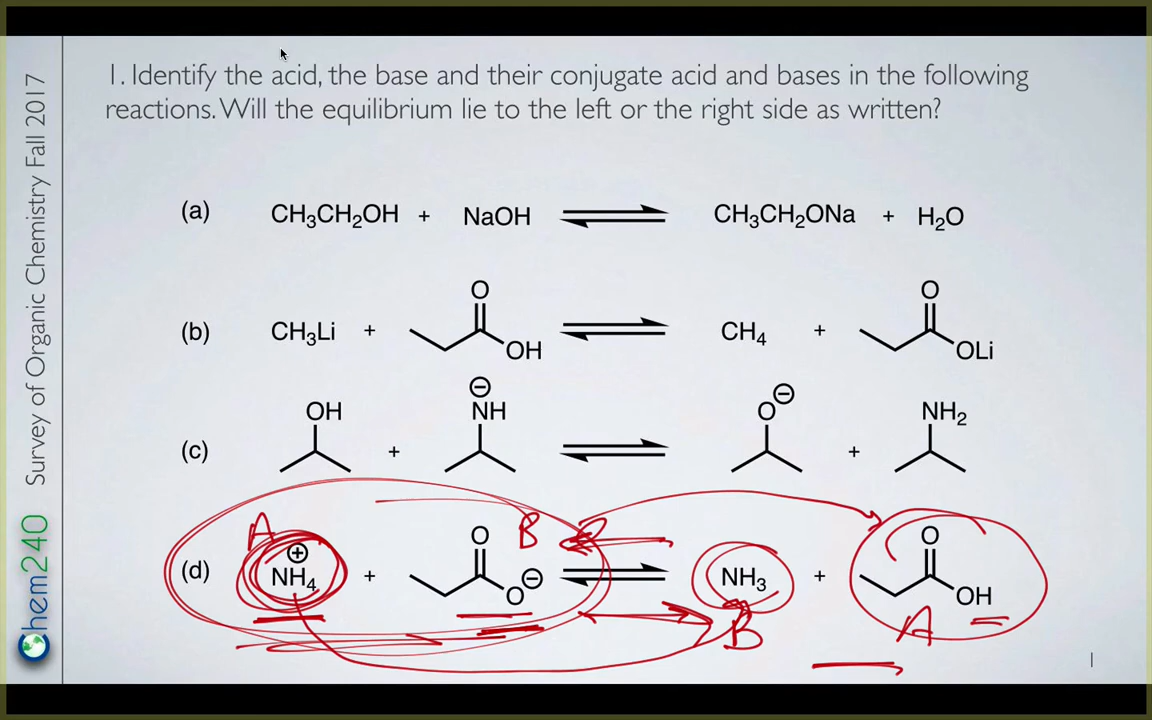 1. Identify the acid, the base and their conjugate acid and bases in the following
reactions. Will the equilibrium lie to the left or the right side as written?
(a) CH₃CH₂OH + NaOH ⇌ CH₃CH₂ONa + H₂O
O O
(b) CH₃Li + OH ⇌ CH₄ + OLi
⊖ ⊖
OH NH O NH₂
(c) + ⇌ +
A B
⊕ O O
(d) NH₄ + O⊖ ⇌ NH₃ + OH
B A
Survey of Organic Chemistry Fall 2017
Chem240
1